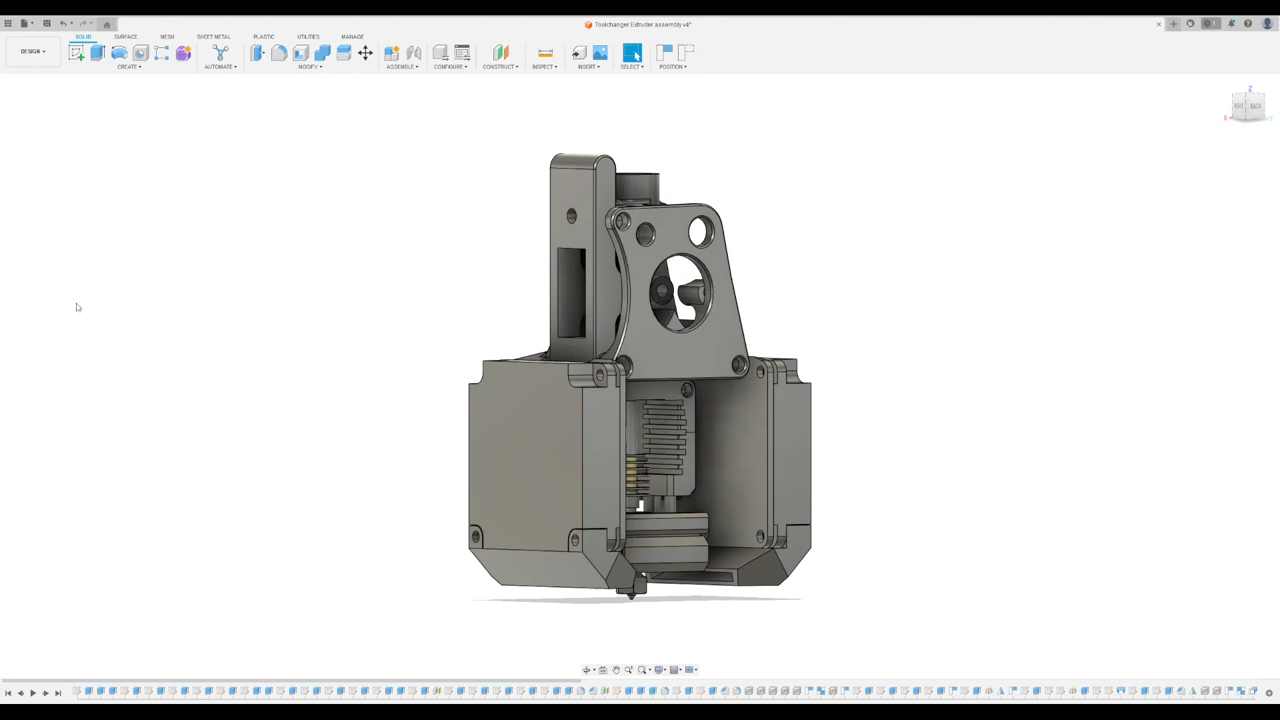 Toolchanger Extruder assembly v4*
SOLID SURFACE MESH SHEET METAL PLASTIC UTILITIES MANAGE
DESIGN
CREATE AUTOMATE MODIFY ASSEMBLE CONFIGURE CONSTRUCT INSPECT INSERT SELECT POSITION
Z
BACK
X